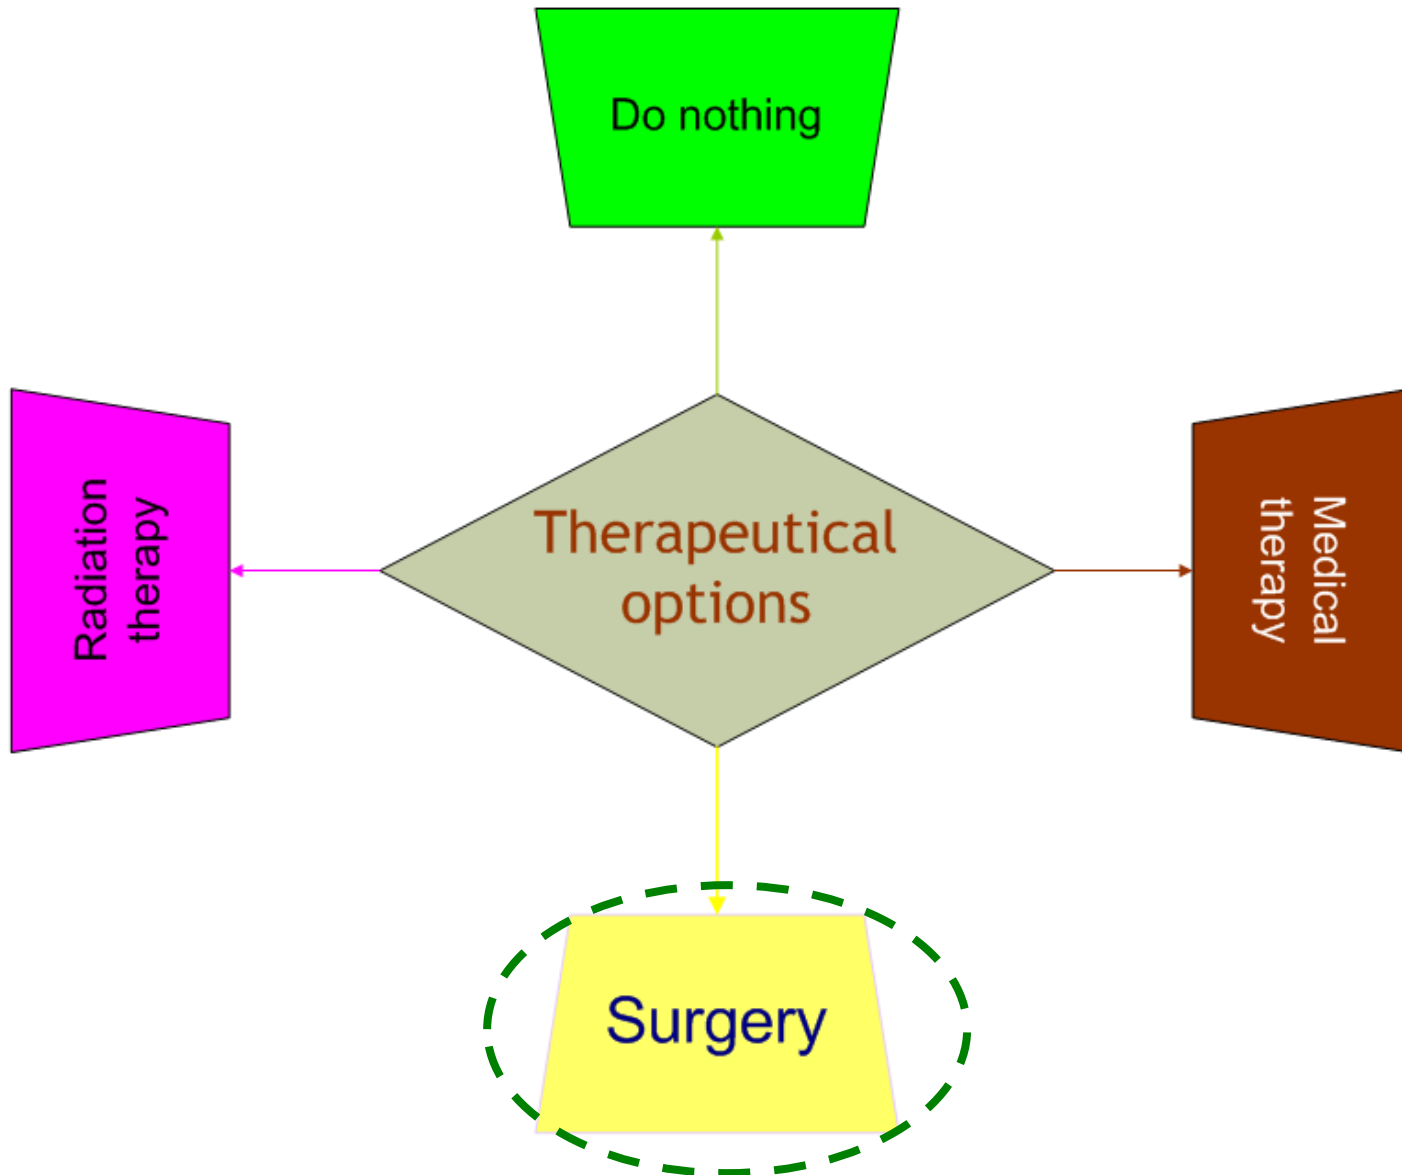 Do nothing
Radiation
therapy
Therapeutical
options
Medical
therapy
Surgery